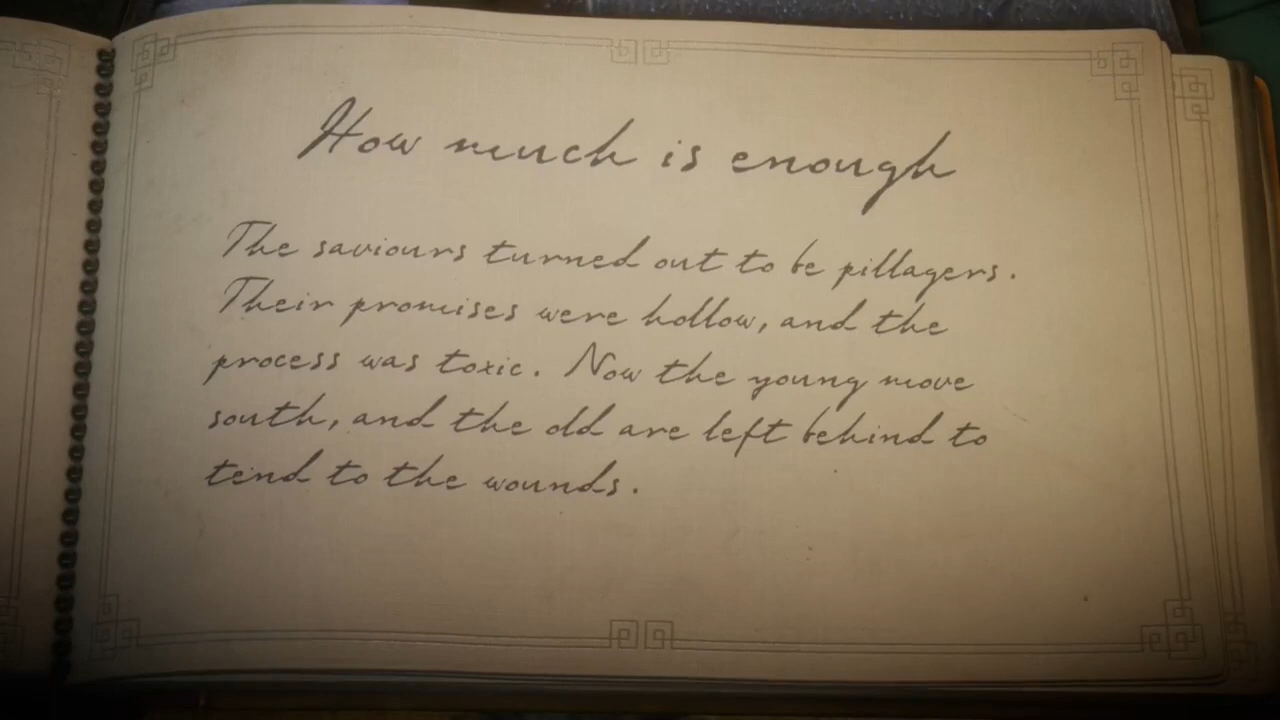 How much is enough
The saviours turned out to be pillagers.
Their promises were hollow, and the
process was toxic. Now the young move
south, and the old are left behind to
tend to the wounds.